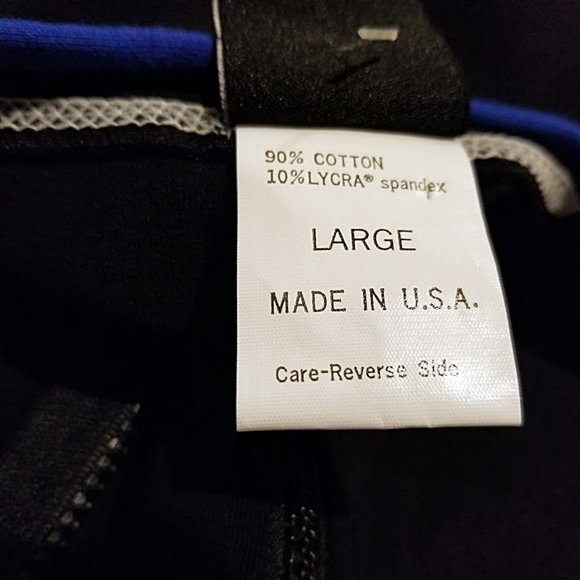 90% COTTON
10%LYCRA® spandex
LARGE
MADE IN U.S.A.
Care-Reverse Side